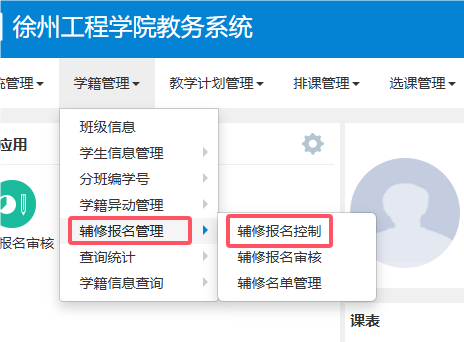 徐州工程学院教务系统
统管理
学籍管理
教学计划管理
排课管理
选课管理
应用
班级信息
学生信息管理
分班编学号
学籍异动管理
辅修报名管理
辅修报名控制
报名审核
查询统计
辅修报名审核
学籍信息查询
辅修名单管理
课表